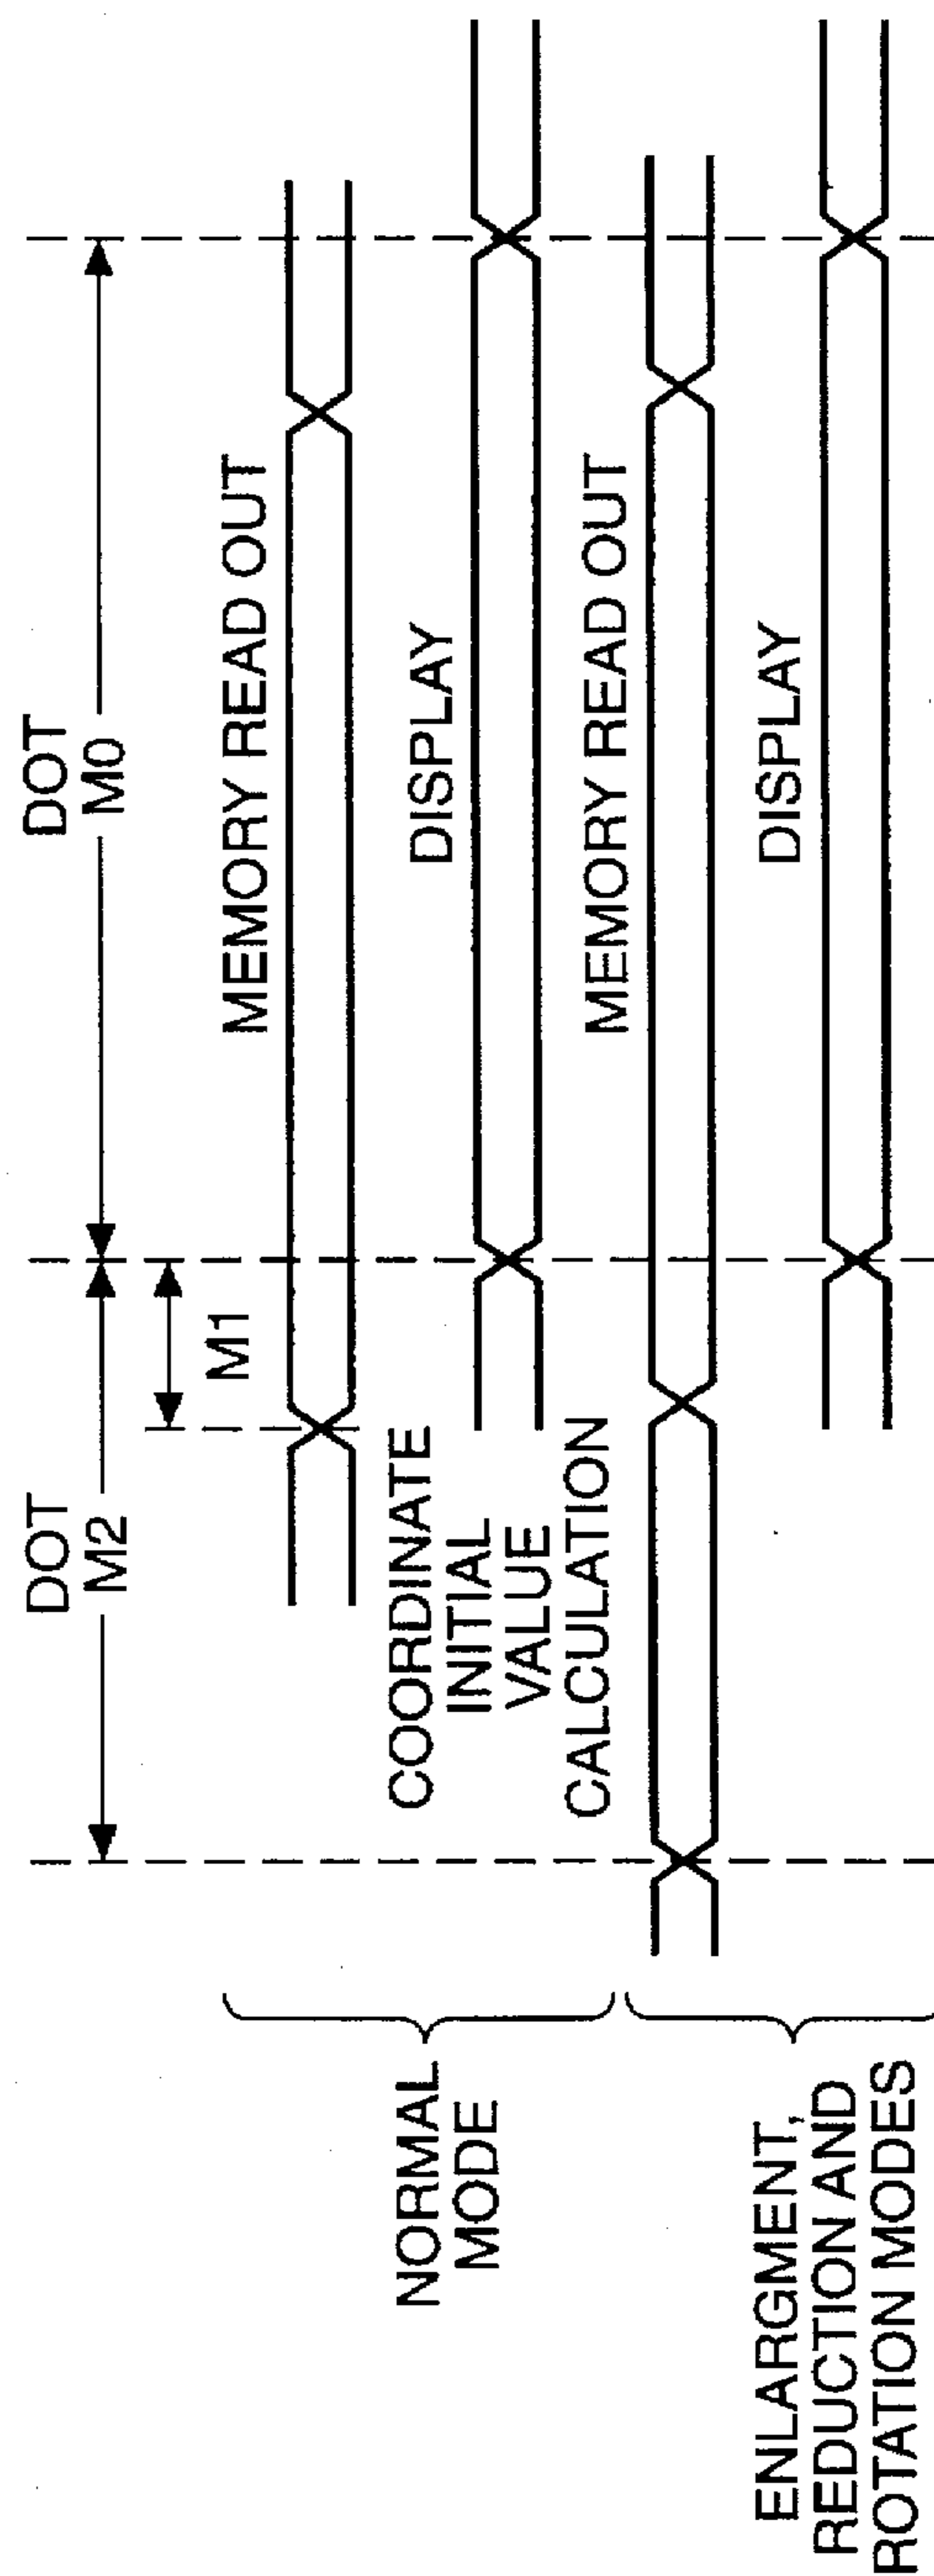 DOT
M2
DOT
M0
M1
NORMAL
MODE
MEMORY READ OUT
DISPLAY
ENLARGMENT,
REDUCTION AND
ROTATION MODES
COORDINATE
INITIAL
VALUE
CALCULATION
MEMORY READ OUT
DISPLAY